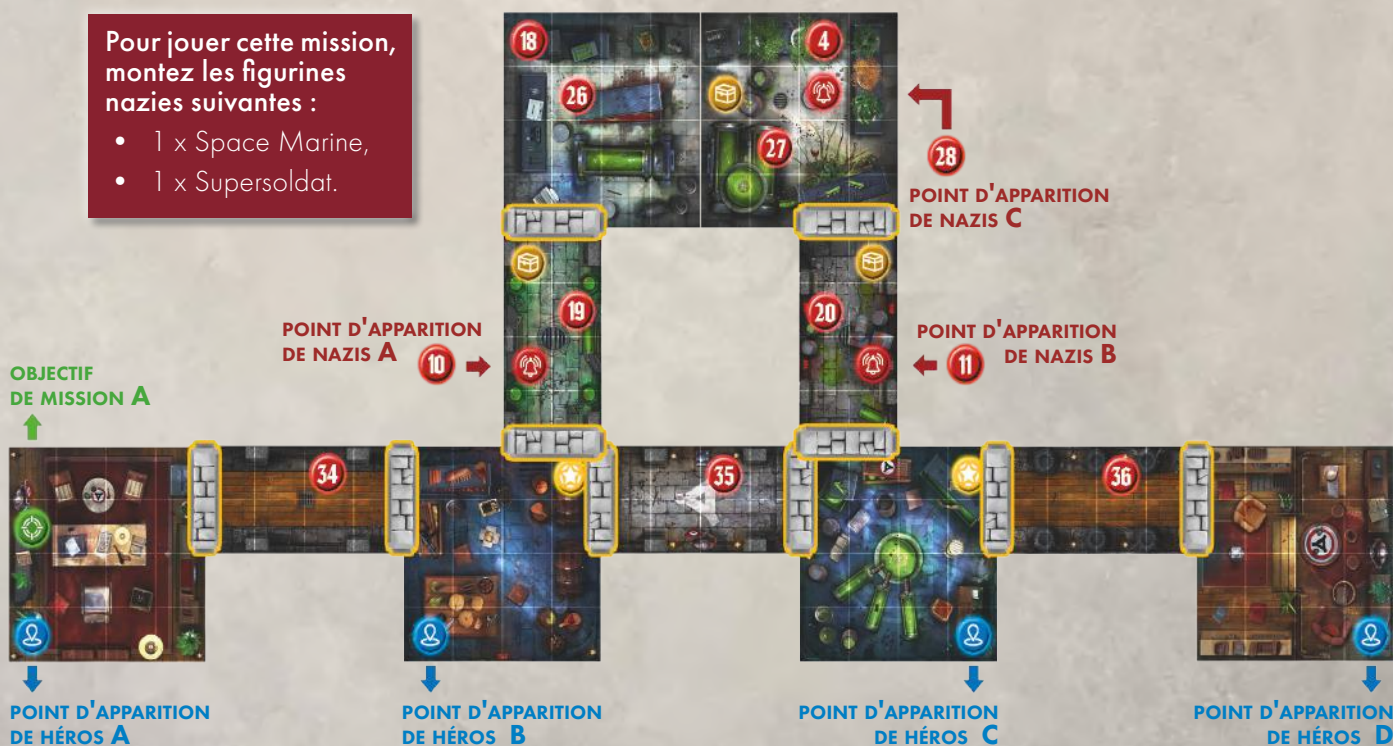 Pour jouer cette mission,
montez les figurines
nazies suivantes :
• 1 x Space Marine,
• 1 x Supersoldat.
18
4
26
27
28
POINT D'APPARITION
DE NAZIS C
19
20
POINT D'APPARITION
DE NAZIS A
10
POINT D'APPARITION
DE NAZIS B
11
OBJECTIF
DE MISSION A
34
35
36
POINT D'APPARITION
DE HÉROS A
POINT D'APPARITION
DE HÉROS B
POINT D'APPARITION
DE HÉROS C
POINT D'APPARITION
DE HÉROS D